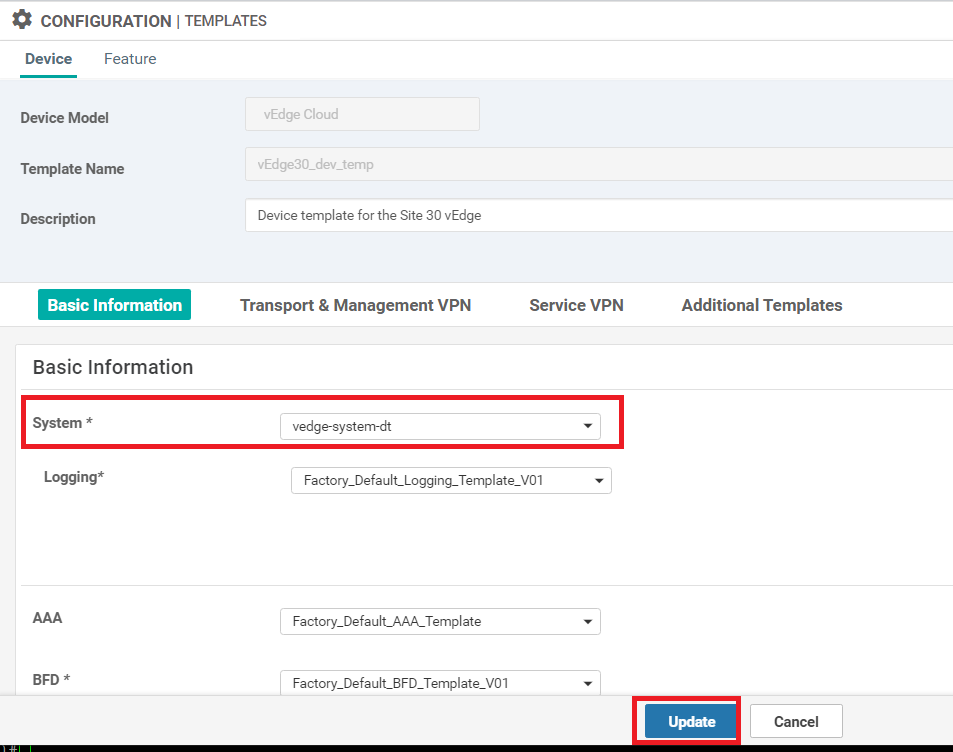 CONFIGURATION | TEMPLATES
Device Feature
Device Model vEdge Cloud
Template Name vEdge30_dev_temp
Description Device template for the Site 30 vEdge
Basic Information Transport & Management VPN Service VPN Additional Templates
Basic Information
System * vedge-system-dt
Logging* Factory_Default_Logging_Template_V01
AAA Factory_Default_AAA_Template
BFD * Factory_Default_BFD_Template_V01
Update Cancel